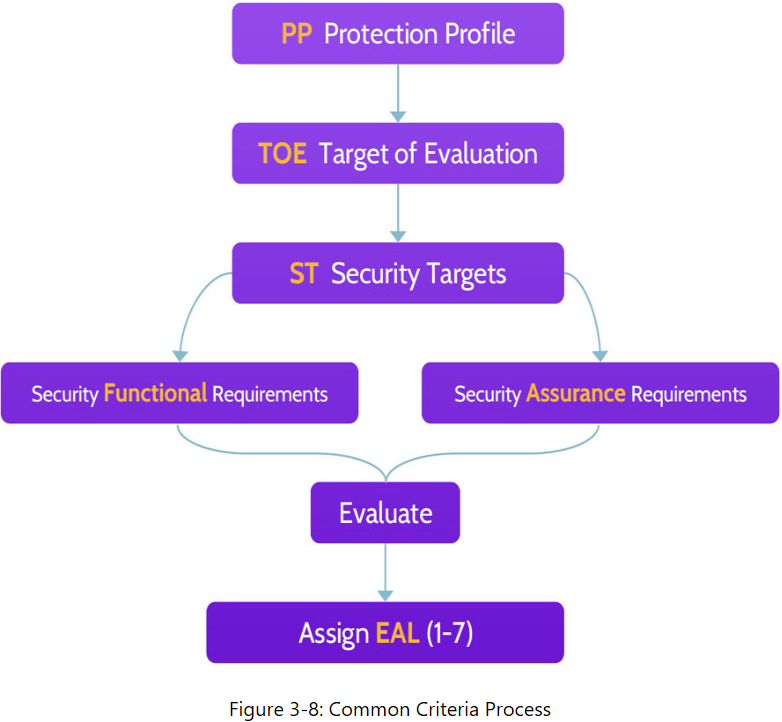 PP Protection Profile
TOE Target of Evaluation
ST Security Targets
Security Functional Requirements
Security Assurance Requirements
Evaluate
Assign EAL (1-7)
Figure 3-8: Common Criteria Process